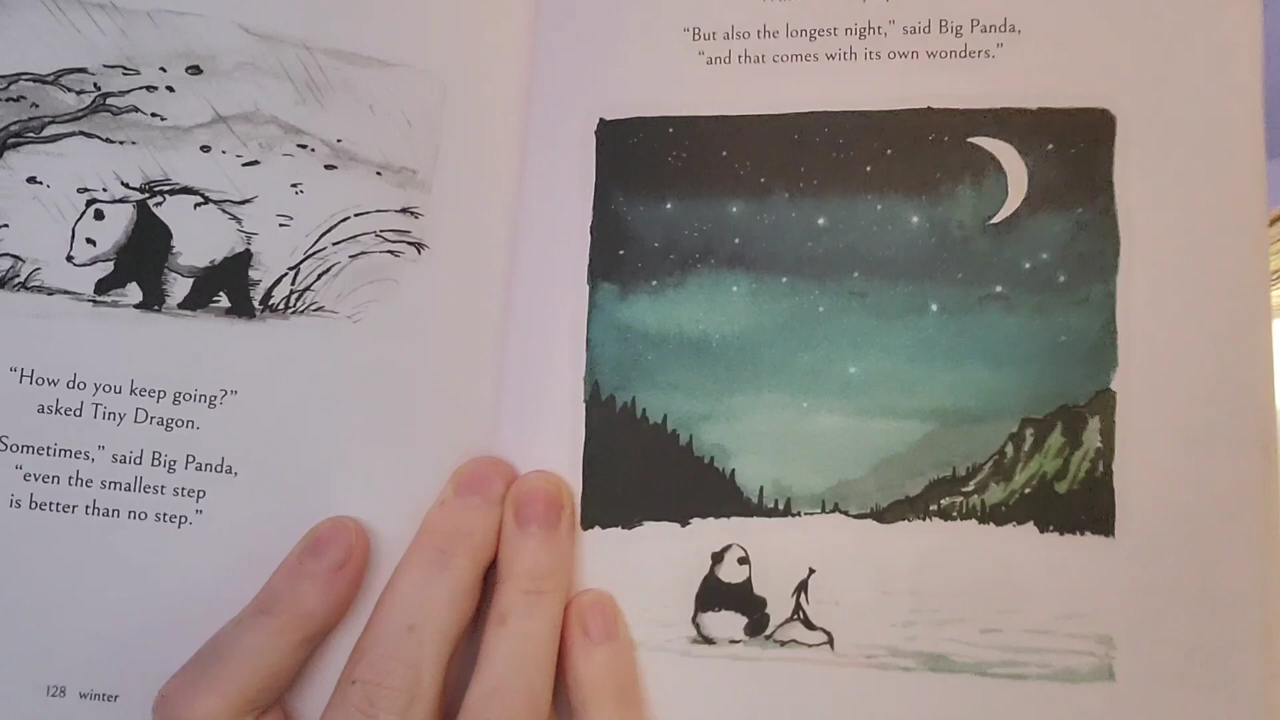 “How do you keep going?”
asked Tiny Dragon.
Sometimes,” said Big Panda,
“even the smallest step
is better than no step.”
128 winter
“But also the longest night,” said Big Panda,
“and that comes with its own wonders.”